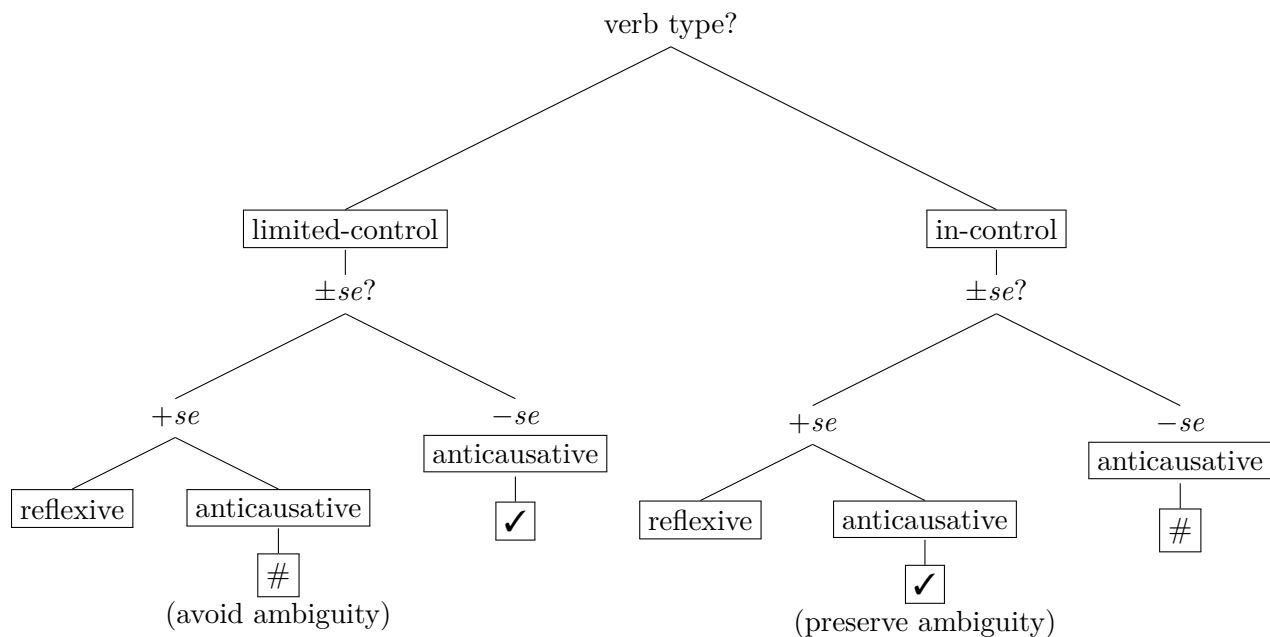 verb type?
limited-control
in-control
±se?
±se?
+se
−se
+se
−se
anticausative
anticausative
reflexive
anticausative
reflexive
anticausative
✓
#
#
✓
(avoid ambiguity)
(preserve ambiguity)